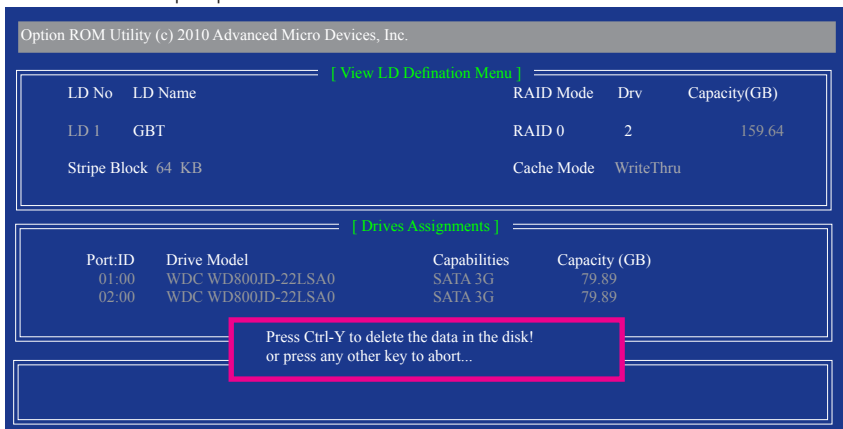 Option ROM Utility (c) 2010 Advanced Micro Devices, Inc.
[ View LD Defination Menu ]
LD No LD Name RAID Mode Drv Capacity(GB)
LD 1 GBT RAID 0 2 159.64
Stripe Block 64 KB Cache Mode WriteThru
[ Drives Assignments ]
Port:ID Drive Model Capabilities Capacity (GB)
01:00 WDC WD800JD-22LSA0 SATA 3G 79.89
02:00 WDC WD800JD-22LSA0 SATA 3G 79.89
Press Ctrl-Y to delete the data in the disk!
or press any other key to abort...